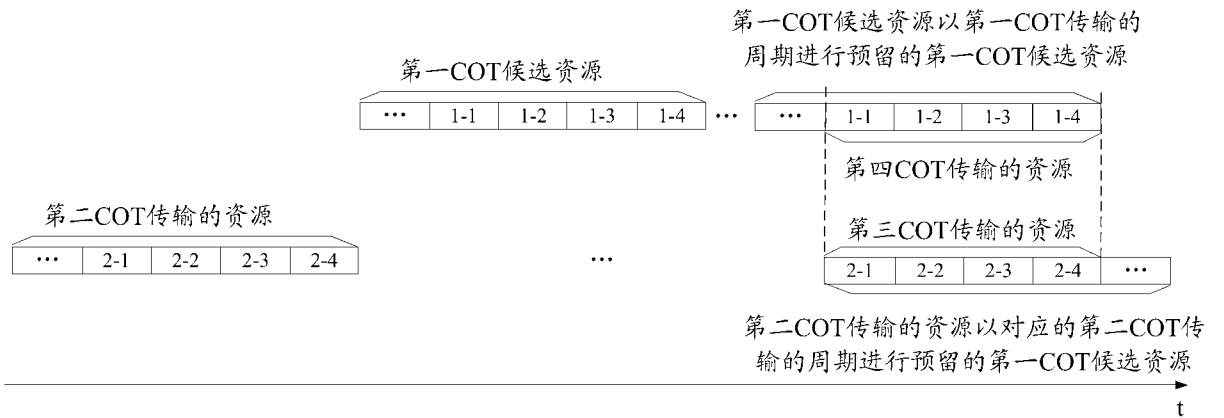 第一COT候选资源以第一COT传输的
周期进行预留的第一COT候选资源
第一COT候选资源
... 1-1 1-2 1-3 1-4 ... ... 1-1 1-2 1-3 1-4
第四COT传输的资源
第二COT传输的资源
第三COT传输的资源
... 2-1 2-2 2-3 2-4 ... 2-1 2-2 2-3 2-4 ...
第二COT传输的资源以对应的第二COT传
输的周期进行预留的第一COT候选资源
t